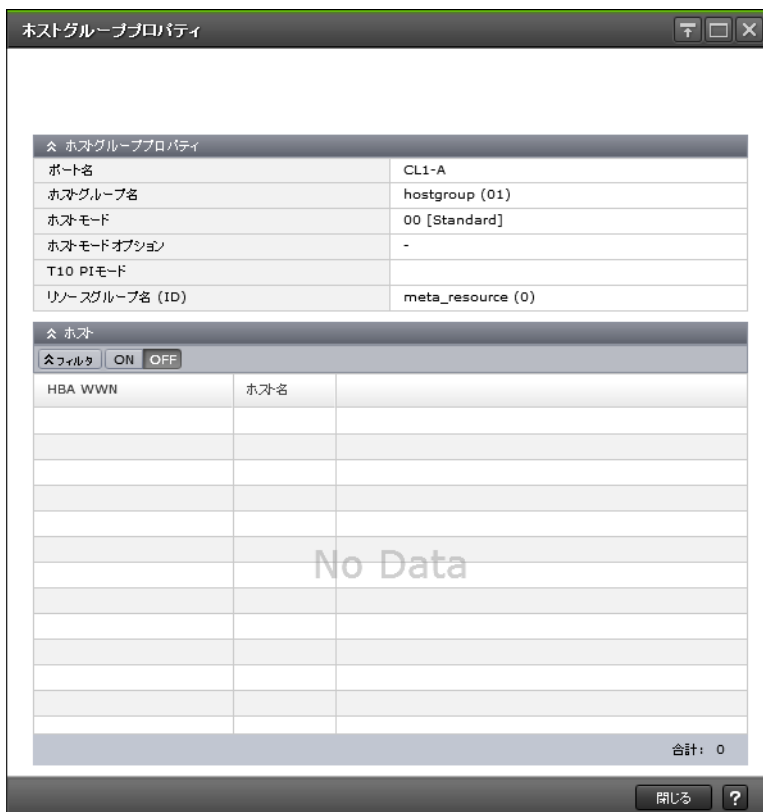 ホストグループプロパティ
ホストグループプロパティ
ポート名 CL1-A
ホストグループ名 hostgroup (01)
ホストモード 00 [Standard]
ホストモードオプション -
T10 PIモード
リソースグループ名 (ID) meta_resource (0)
ホスト
フィルタ ON OFF
HBA WWN ホスト名
No Data
合計: 0
閉じる ?